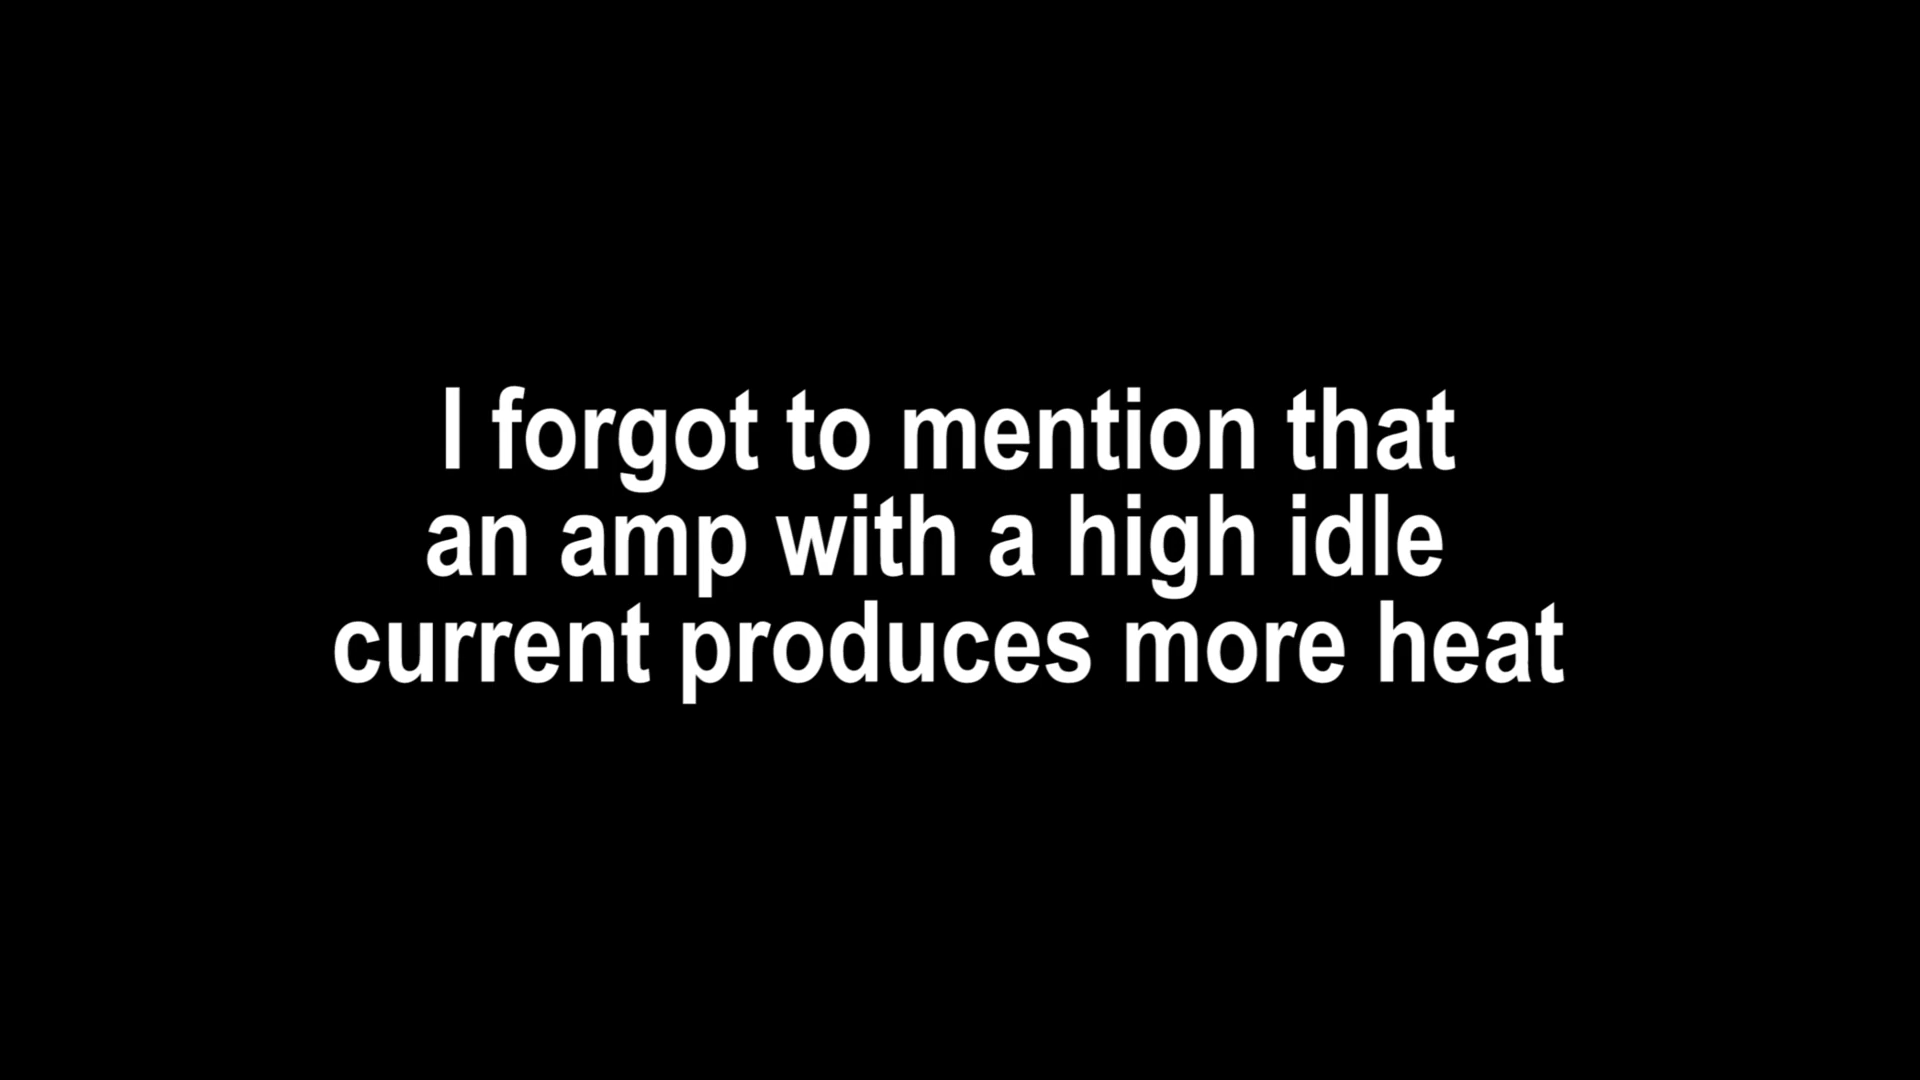 I forgot to mention that
an amp with a high idle
current produces more heat